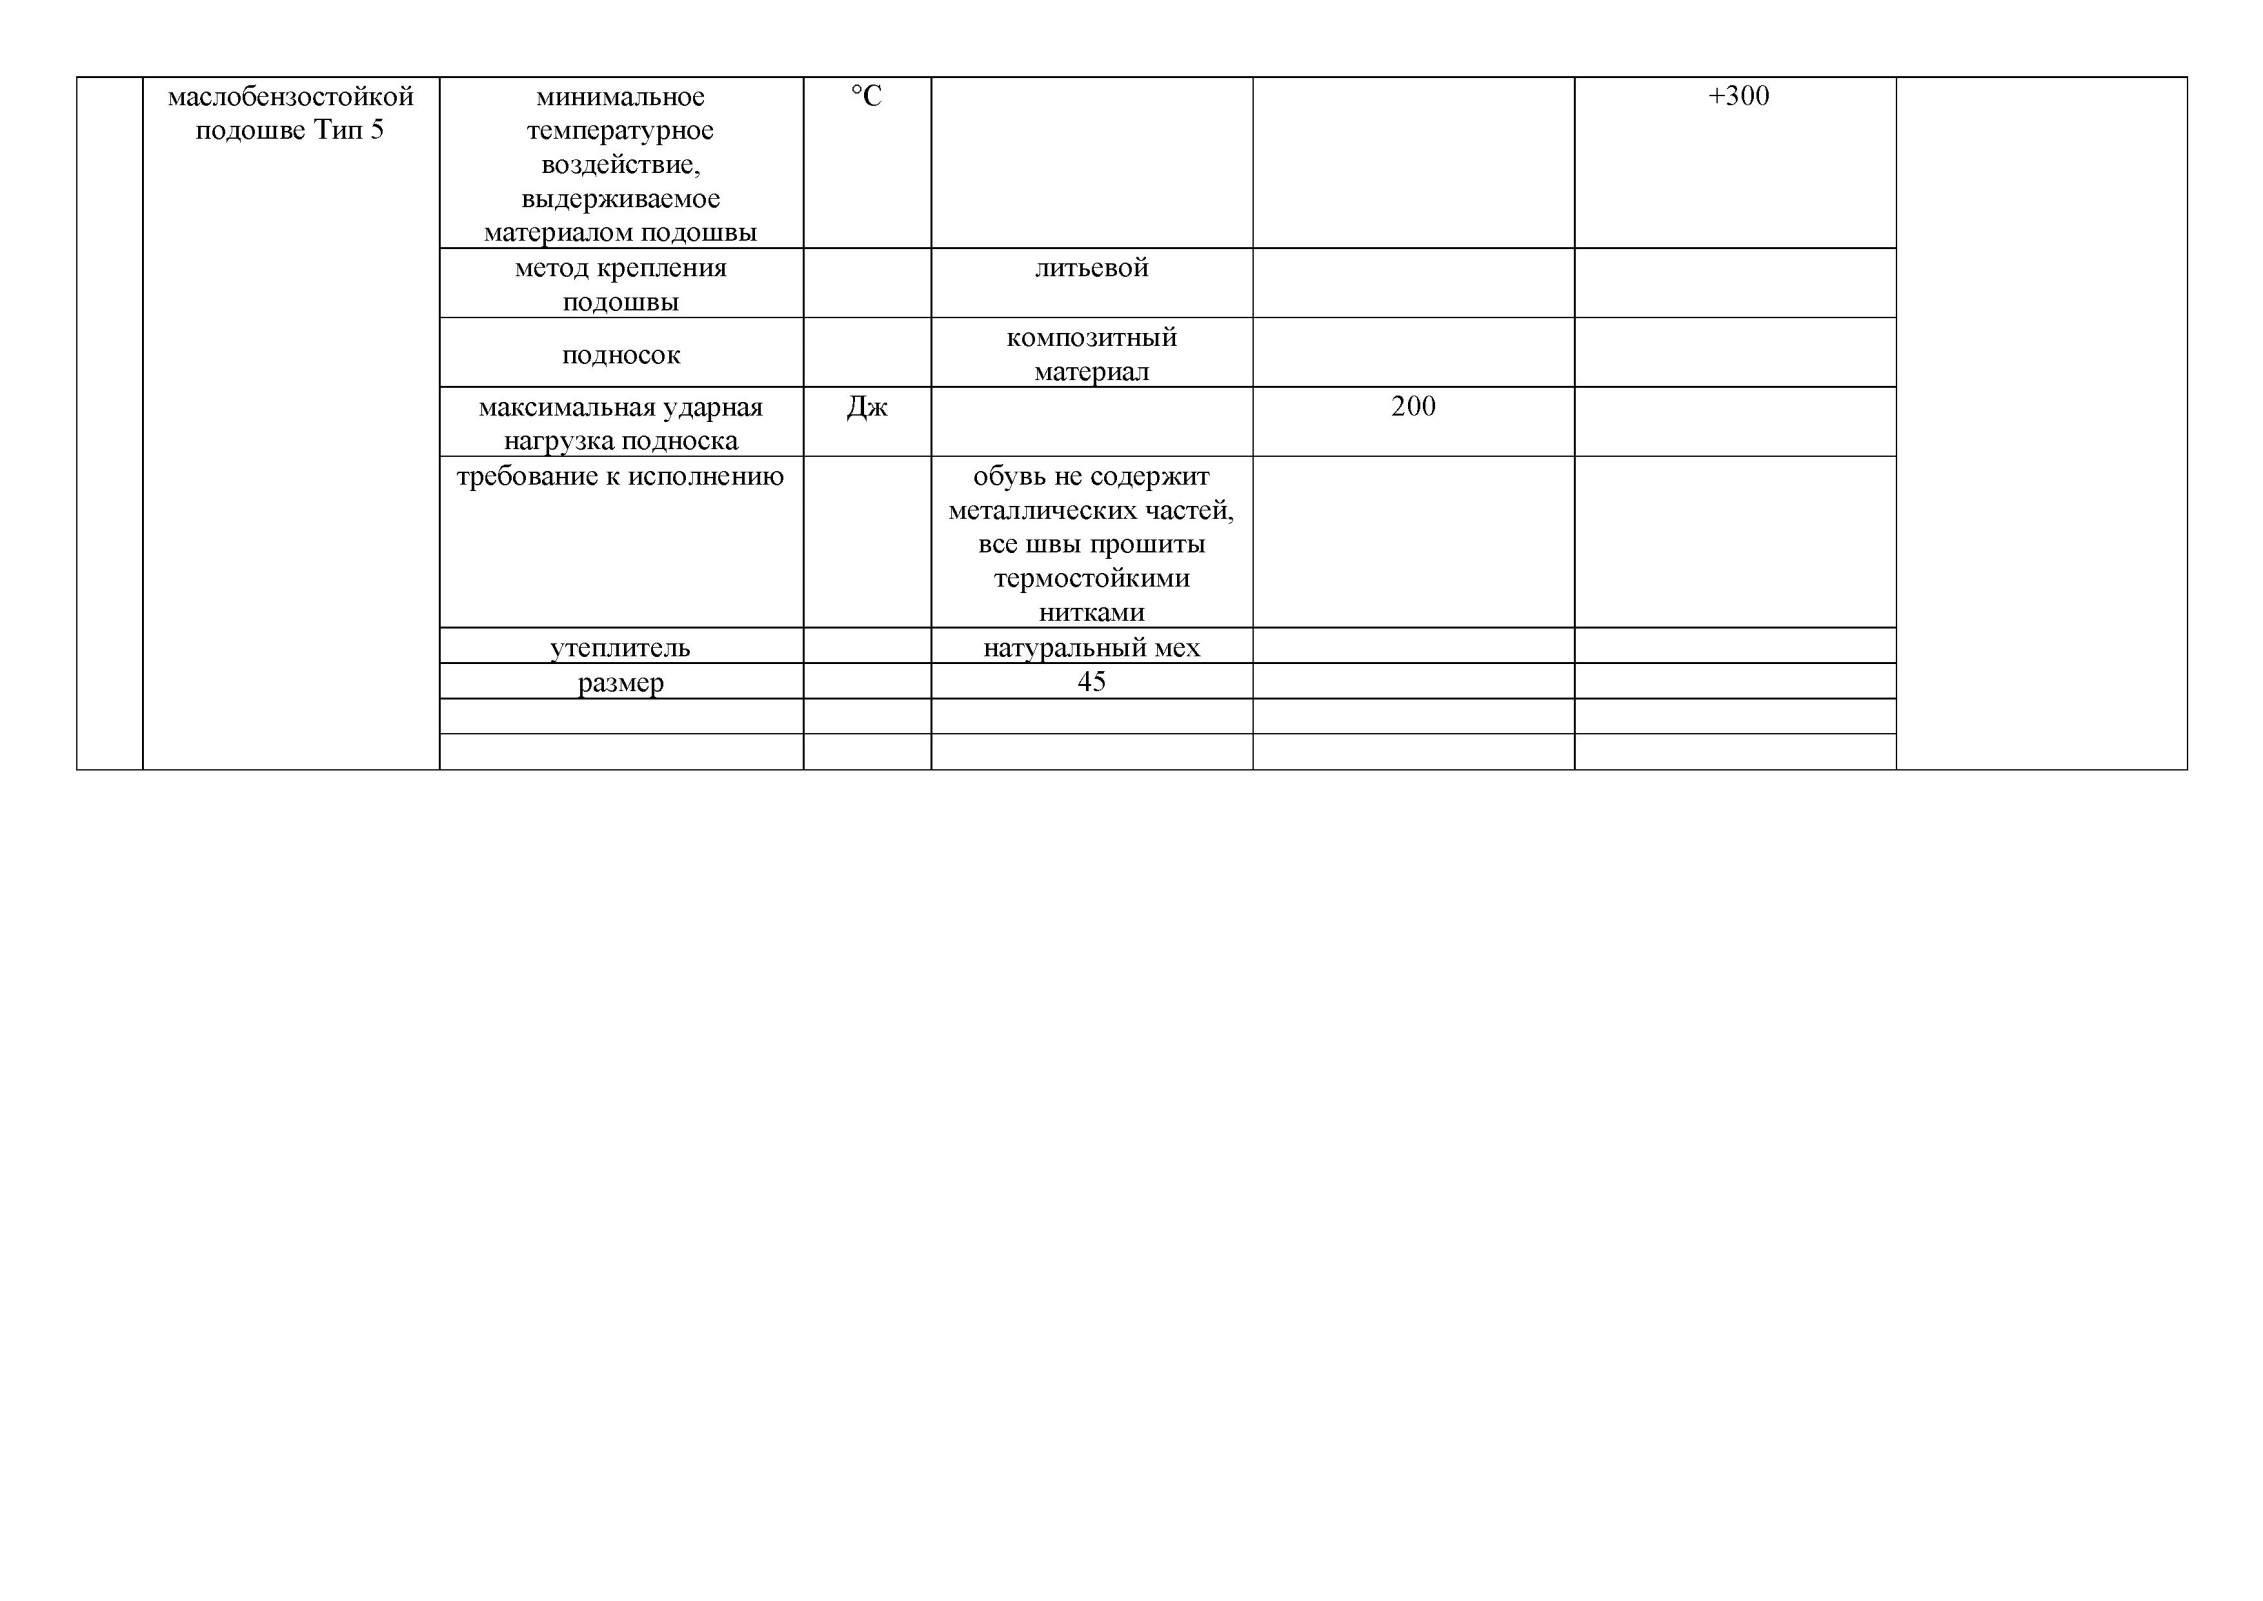 маслобензостойкой
подошве Тип 5
минимальное
температурное
воздействие,
выдерживаемое
материалом подошвы
°С
+300
метод крепления
подошвы
литьевой
подносок
композитный
материал
максимальная ударная
нагрузка подноска
Дж
200
требование к исполнению
обувь не содержит
металлических частей,
все швы прошиты
термостойкими
нитками
утеплитель
натуральный мех
размер
45